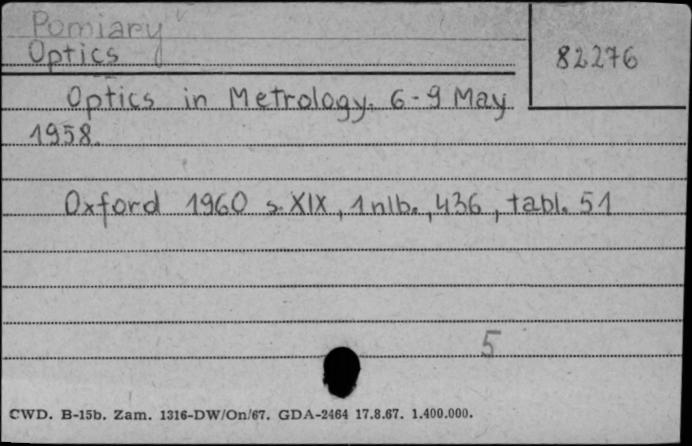 Pomiary
Optics
82276
Optics in Metrology. 6-9 May
1958.
Oxford 1960 s. XIX, 1 nlb., 436, tabl. 51
5
CWD. B-15b. Zam. 1316-DW/On/67. GDA-2464 17.8.67. 1.400.000.